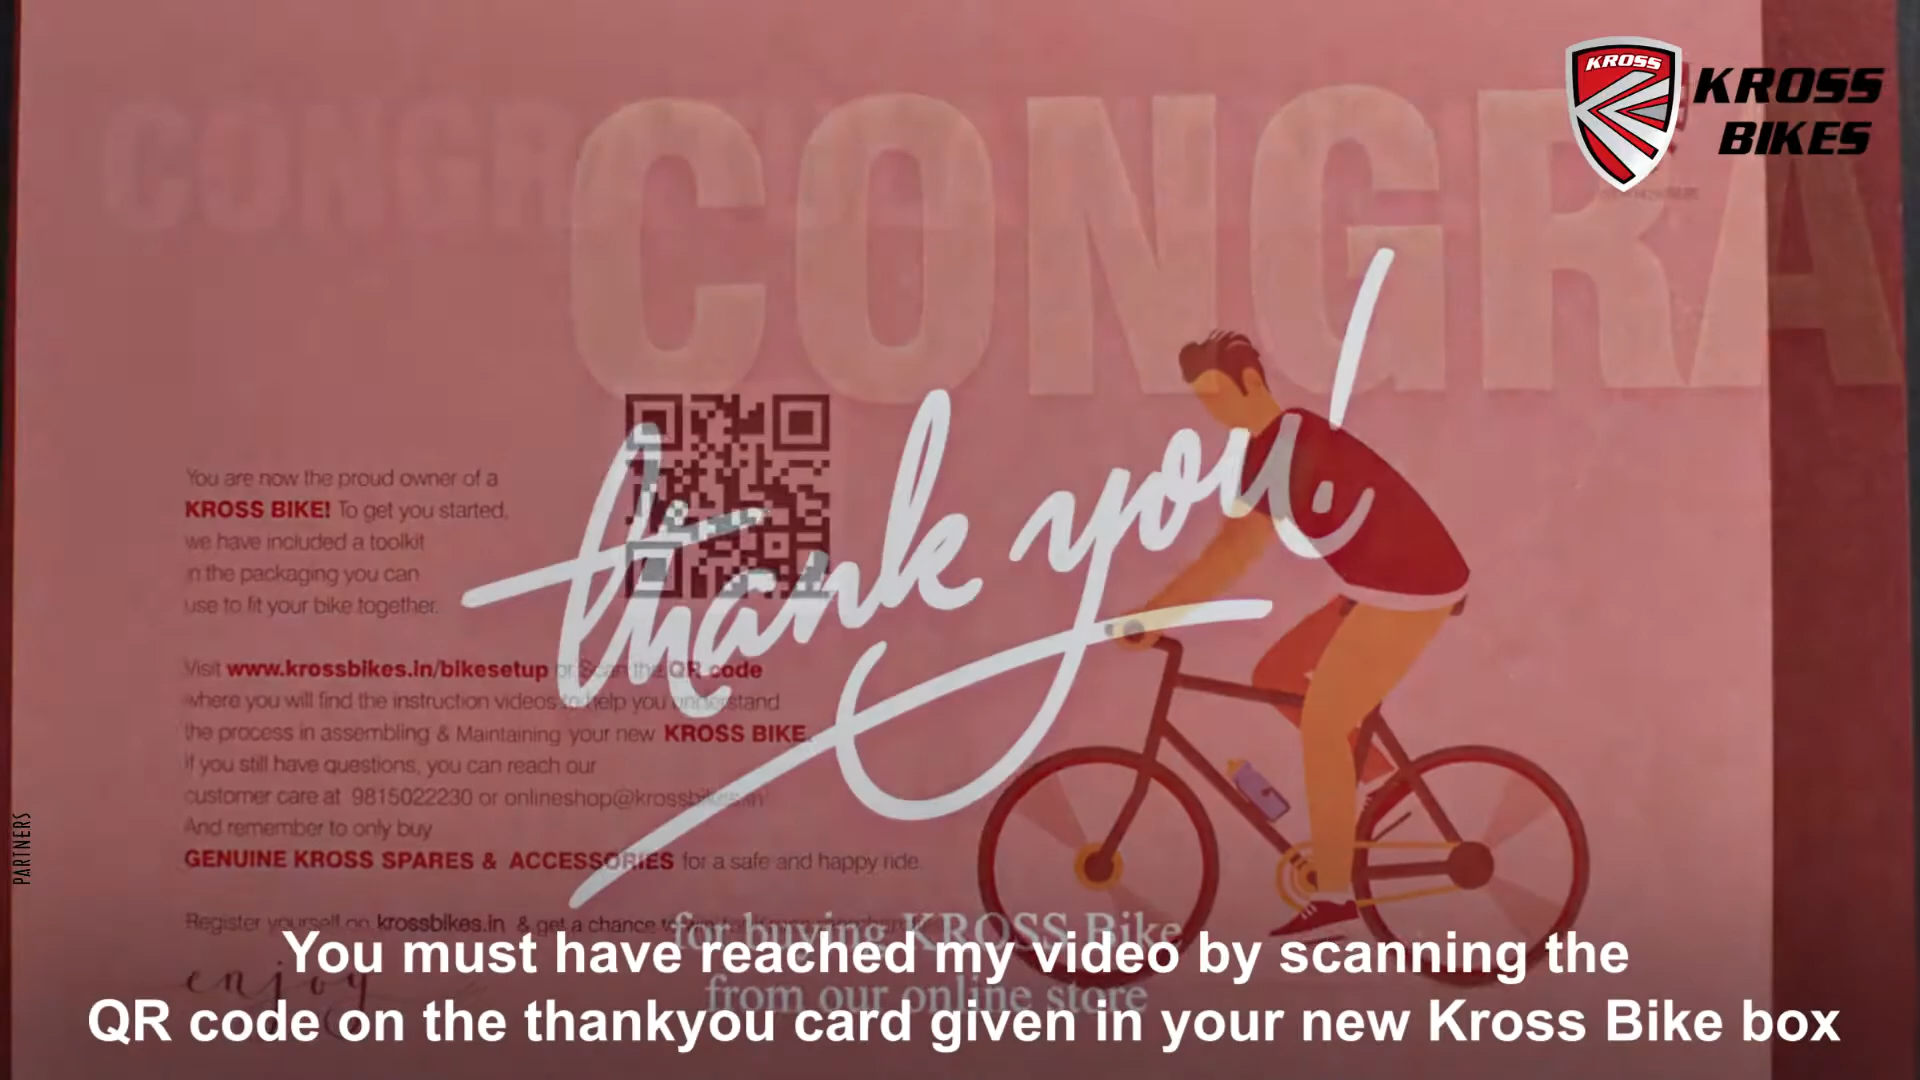 KROSS
KROSS
BIKES
CONGR
CONGRA
thank you!
You are now the proud owner of a
KROSS BIKE! To get you started,
we have included a toolkit
in the packaging you can
use to fit your bike together.
Visit www.krossbikes.in/bikesetup or Scan the QR code
where you will find the instruction videos to help you understand
the process in assembling & Maintaining your new KROSS BIKE.
If you still have questions, you can reach our
customer care at 9815022230 or onlineshop@krossbikes.in
And remember to only buy
GENUINE KROSS SPARES & ACCESSORIES for a safe and happy ride.
Register yourself on krossbikes.in & get a chance to
enjoy
for buying KROSS Bike
from our online store
PARTNERS
You must have reached my video by scanning the
QR code on the thankyou card given in your new Kross Bike box